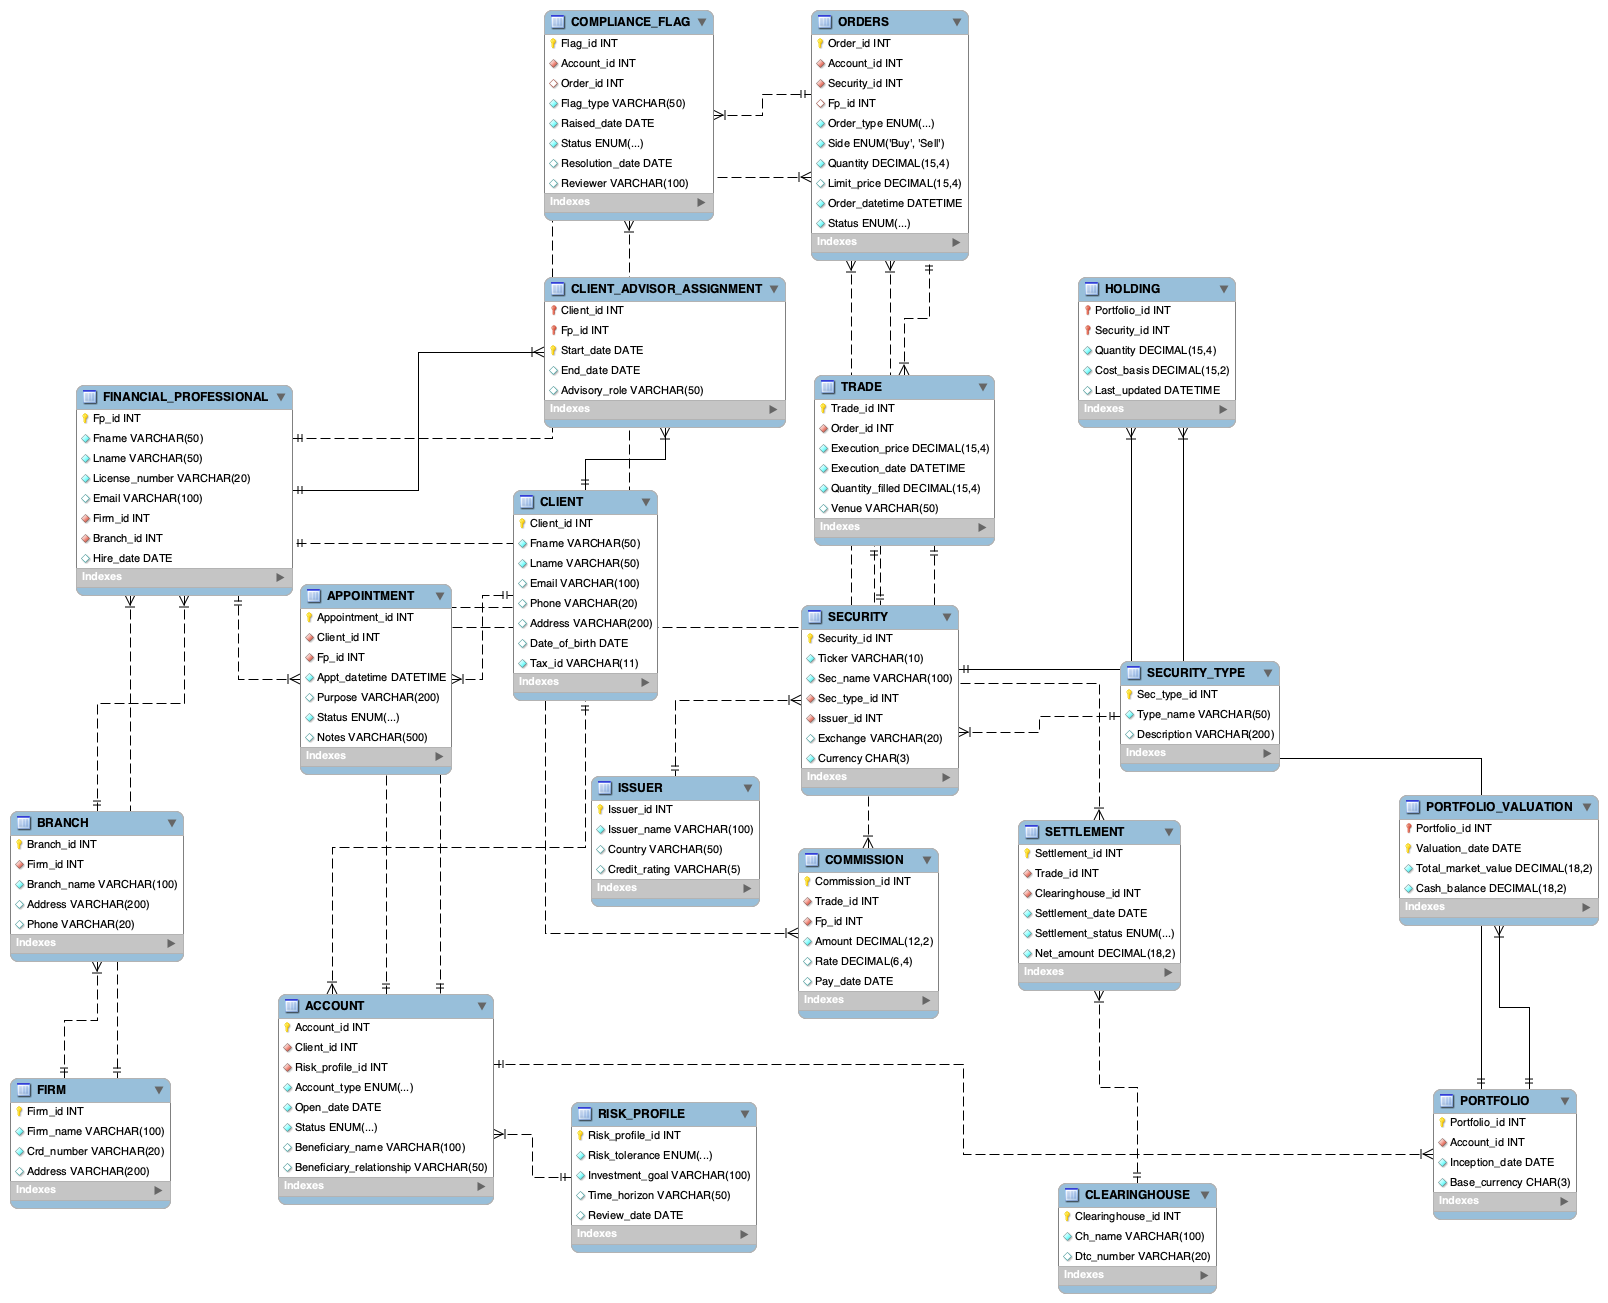 COMPLIANCE_FLAG
Flag_id INT
Account_id INT
Order_id INT
Flag_type VARCHAR(50)
Raised_date DATE
Status ENUM(...)
Resolution_date DATE
Reviewer VARCHAR(100)
Indexes
ORDERS
Order_id INT
Account_id INT
Security_id INT
Fp_id INT
Order_type ENUM(...)
Side ENUM('Buy', 'Sell')
Quantity DECIMAL(15,4)
Limit_price DECIMAL(15,4)
Order_datetime DATETIME
Status ENUM(...)
Indexes
CLIENT_ADVISOR_ASSIGNMENT
Client_id INT
Fp_id INT
Start_date DATE
End_date DATE
Advisory_role VARCHAR(50)
Indexes
HOLDING
Portfolio_id INT
Security_id INT
Quantity DECIMAL(15,4)
Cost_basis DECIMAL(15,2)
Last_updated DATETIME
Indexes
FINANCIAL_PROFESSIONAL
Fp_id INT
Fname VARCHAR(50)
Lname VARCHAR(50)
License_number VARCHAR(20)
Email VARCHAR(100)
Firm_id INT
Branch_id INT
Hire_date DATE
Indexes
TRADE
Trade_id INT
Order_id INT
Execution_price DECIMAL(15,4)
Execution_date DATETIME
Quantity_filled DECIMAL(15,4)
Venue VARCHAR(50)
Indexes
CLIENT
Client_id INT
Fname VARCHAR(50)
Lname VARCHAR(50)
Email VARCHAR(100)
Phone VARCHAR(20)
Address VARCHAR(200)
Date_of_birth DATE
Tax_id VARCHAR(11)
Indexes
APPOINTMENT
Appointment_id INT
Client_id INT
Fp_id INT
Appt_datetime DATETIME
Purpose VARCHAR(200)
Status ENUM(...)
Notes VARCHAR(500)
Indexes
SECURITY
Security_id INT
Ticker VARCHAR(10)
Sec_name VARCHAR(100)
Sec_type_id INT
Issuer_id INT
Exchange VARCHAR(20)
Currency CHAR(3)
Indexes
SECURITY_TYPE
Sec_type_id INT
Type_name VARCHAR(50)
Description VARCHAR(200)
Indexes
ISSUER
Issuer_id INT
Issuer_name VARCHAR(100)
Country VARCHAR(50)
Credit_rating VARCHAR(5)
Indexes
PORTFOLIO_VALUATION
Portfolio_id INT
Valuation_date DATE
Total_market_value DECIMAL(18,2)
Cash_balance DECIMAL(18,2)
Indexes
BRANCH
Branch_id INT
Firm_id INT
Branch_name VARCHAR(100)
Address VARCHAR(200)
Phone VARCHAR(20)
Indexes
SETTLEMENT
Settlement_id INT
Trade_id INT
Clearinghouse_id INT
Settlement_date DATE
Settlement_status ENUM(...)
Net_amount DECIMAL(18,2)
Indexes
COMMISSION
Commission_id INT
Trade_id INT
Fp_id INT
Amount DECIMAL(12,2)
Rate DECIMAL(6,4)
Pay_date DATE
Indexes
ACCOUNT
Account_id INT
Client_id INT
Risk_profile_id INT
Account_type ENUM(...)
Open_date DATE
Status ENUM(...)
Beneficiary_name VARCHAR(100)
Beneficiary_relationship VARCHAR(50)
Indexes
FIRM
Firm_id INT
Firm_name VARCHAR(100)
Crd_number VARCHAR(20)
Address VARCHAR(200)
Indexes
RISK_PROFILE
Risk_profile_id INT
Risk_tolerance ENUM(...)
Investment_goal VARCHAR(100)
Time_horizon VARCHAR(50)
Review_date DATE
Indexes
PORTFOLIO
Portfolio_id INT
Account_id INT
Inception_date DATE
Base_currency CHAR(3)
Indexes
CLEARINGHOUSE
Clearinghouse_id INT
Ch_name VARCHAR(100)
Dtc_number VARCHAR(20)
Indexes